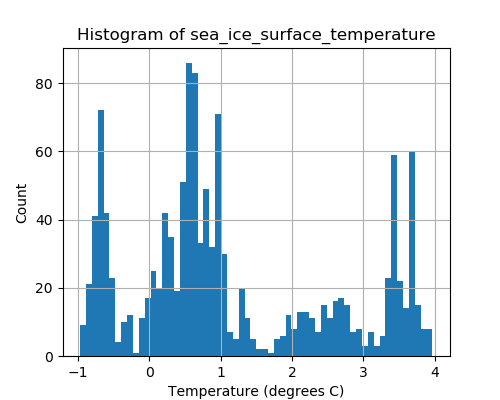 Histogram of sea_ice_surface_temperature
Count
80
60
40
20
0
−1 0 1 2 3 4
Temperature (degrees C)